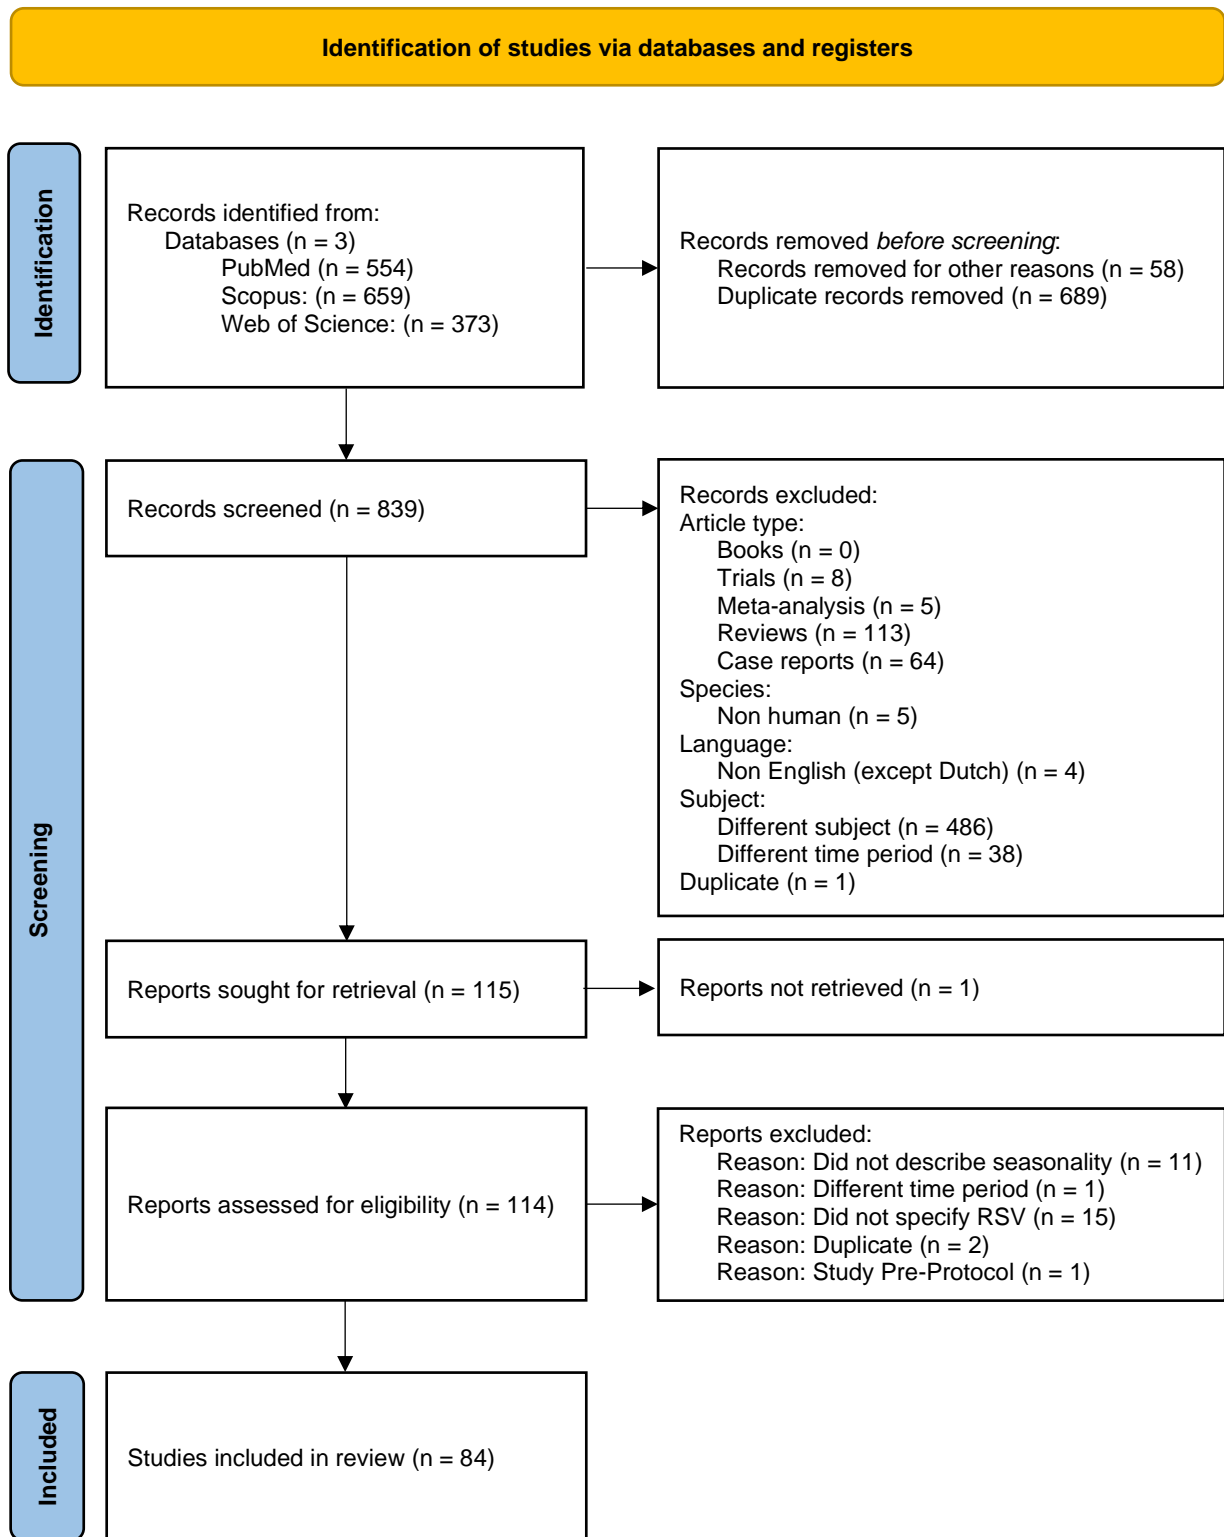 Identification of studies via databases and registers
Identification
Records identified from:
Databases (n = 3)
PubMed (n = 554)
Scopus: (n = 659)
Web of Science: (n = 373)
Records removed before screening:
Records removed for other reasons (n = 58)
Duplicate records removed (n = 689)
Screening
Records screened (n = 839)
Records excluded:
Article type:
Books (n = 0)
Trials (n = 8)
Meta-analysis (n = 5)
Reviews (n = 113)
Case reports (n = 64)
Species:
Non human (n = 5)
Language:
Non English (except Dutch) (n = 4)
Subject:
Different subject (n = 486)
Different time period (n = 38)
Duplicate (n = 1)
Reports sought for retrieval (n = 115)
Reports not retrieved (n = 1)
Reports assessed for eligibility (n = 114)
Reports excluded:
Reason: Did not describe seasonality (n = 11)
Reason: Different time period (n = 1)
Reason: Did not specify RSV (n = 15)
Reason: Duplicate (n = 2)
Reason: Study Pre-Protocol (n = 1)
Included
Studies included in review (n = 84)